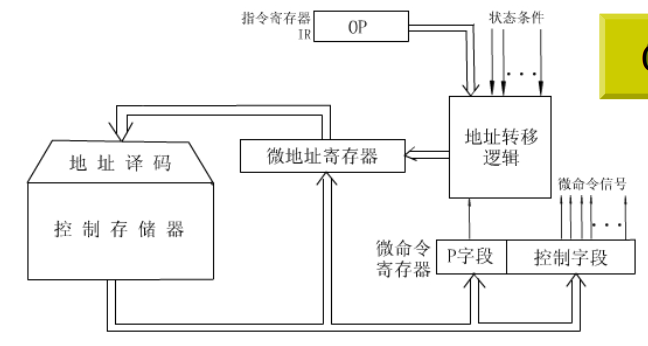 指令寄存器
IR
OP
状态条件
···
地址转移
逻辑
微地址寄存器
地址译码
控制存储器
微命令信号
···
微命令
寄存器
P字段
控制字段